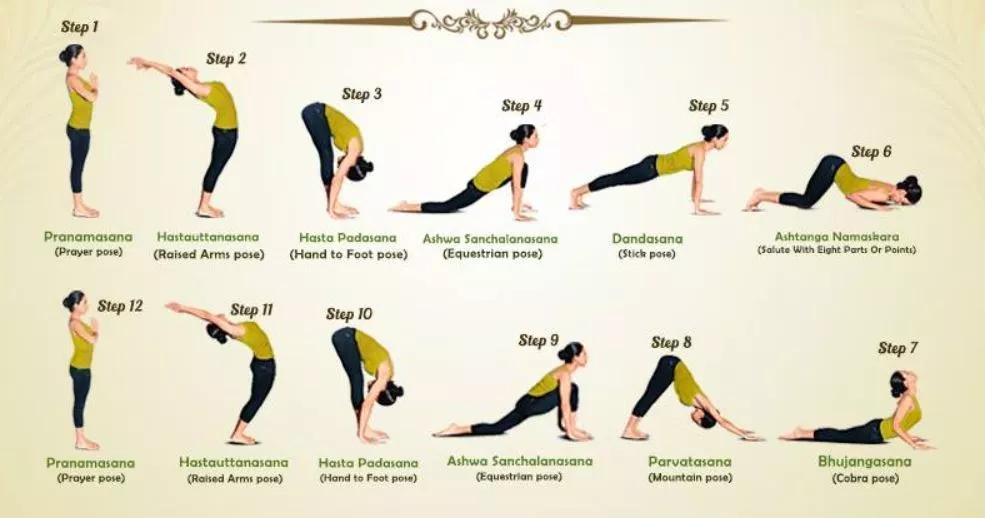 Step 1
Step 2
Step 3
Step 4
Step 5
Step 6
Pranamasana
(Prayer pose)
Hastauttanasana
(Raised Arms pose)
Hasta Padasana
(Hand to Foot pose)
Ashwa Sanchalanasana
(Equestrian pose)
Dandasana
(Stick pose)
Ashtanga Namaskara
(Salute With Eight Parts Or Points)
Step 12
Step 11
Step 10
Step 9
Step 8
Step 7
Pranamasana
(Prayer pose)
Hastauttanasana
(Raised Arms pose)
Hasta Padasana
(Hand to Foot pose)
Ashwa Sanchalanasana
(Equestrian pose)
Parvatasana
(Mountain pose)
Bhujangasana
(Cobra pose)